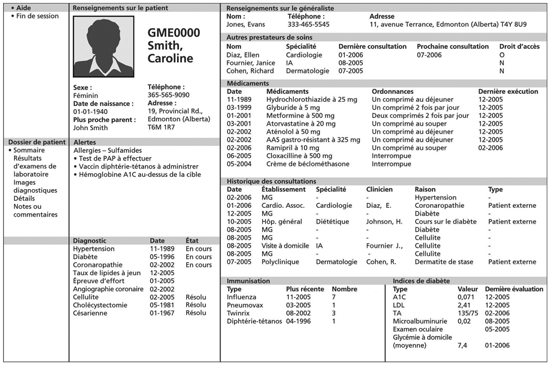 • Aide
• Fin de session
Dossier de patient
• Sommaire
Résultats
d'examens de
laboratoire
Images
diagnostiques
Détails
Notes ou
commentaires
Renseignements sur le patient
GME0000
Smith,
Caroline
Sexe :
Féminin
Date de naissance :
01-01-1940
Plus proche parent :
John Smith
Téléphone :
365-565-9090
Adresse :
19, Provincial Rd.,
Edmonton (Alberta)
T6M 1R7
Alertes
Allergies – Sulfamides
• Test de PAP à effectuer
• Vaccin diphtérie-tétanos à administrer
• Hémoglobine A1C au-dessus de la cible
Diagnostic Date État
Hypertension 11-1989 En cours
Diabète 05-1996 En cours
Coronaropathie 02-2002 En cours
Taux de lipides à jeun 12-2005
Épreuve d'effort 01-2005
Angiographie coronaire 02-2002
Cellulite 02-2005 Résolu
Cholécystectomie 05-1981 Résolu
Césarienne 01-1967 Résolu
Renseignements sur le généraliste
Nom : Téléphone : Adresse
Jones, Evans 333-465-5545 11, avenue Terrance, Edmonton (Alberta) T4Y 8U9
Autres prestataires de soins
Nom Spécialité Dernière consultation Prochaine consultation Droit d'accès
Diaz, Ellen Cardiologie 01-2006 07-2006 O
Fournier, Janice IA 08-2005 N
Cohen, Richard Dermatologie 07-2005 N
Médicaments
Date Médicaments Ordonnances Dernière exécution
11-1989 Hydrochlorothiazide à 25 mg Un comprimé au déjeuner 12-2005
03-1999 Glyburide à 5 mg Un comprimé 2 fois par jour 12-2005
01-2001 Metformine à 500 mg Deux comprimés 2 fois par jour 12-2005
03-2001 Atorvastatine à 20 mg Un comprimé au souper 12-2005
02-2002 Aténolol à 50 mg Un comprimé au déjeuner 12-2005
02-2002 AAS gastro-résistant à 325 mg Un comprimé au souper 12-2005
02-2006 Ramipril à 10 mg Un comprimé au déjeuner 02-2006
06-2005 Cloxacilline à 500 mg Interrompue
05-2004 Crème de béclométhasone Interrompue
Historique des consultations
Date Établissement Spécialité Clinicien Raison Type
02-2006 MG - - Hypertension -
01-2006 Cardio. Assoc. Cardiologie Diaz, E. Coronaropathie Patient externe
12-2005 MG - - Diabète -
10-2005 Hôp. général Diététique Johnson, H. Cours sur le diabète Patient externe
08-2005 MG - - Cellulite -
08-2005 MG - - Cellulite -
08-2005 Visite à domicile IA Fournier J., Cellulite -
08-2005 MG - - Cellulite -
07-2005 Polyclinique Dermatologie Cohen, R. Dermatite de stase Patient externe
Immunisation
Type Plus récente Nombre
Influenza 11-2005 7
Pneumovax 03-2005 1
Twinrix 08-2002 3
Diphtérie-tétanos 04-1996 1
Indices de diabète
Type Valeur Dernière évaluation
A1C 0,071 12-2005
LDL 2,41 12-2005
TA 135/75 02-2006
Microalbuminurie 0,02 08-2005
Examen oculaire 05-2005
Glycémie à domicile
(moyenne) 7,4 01-2006